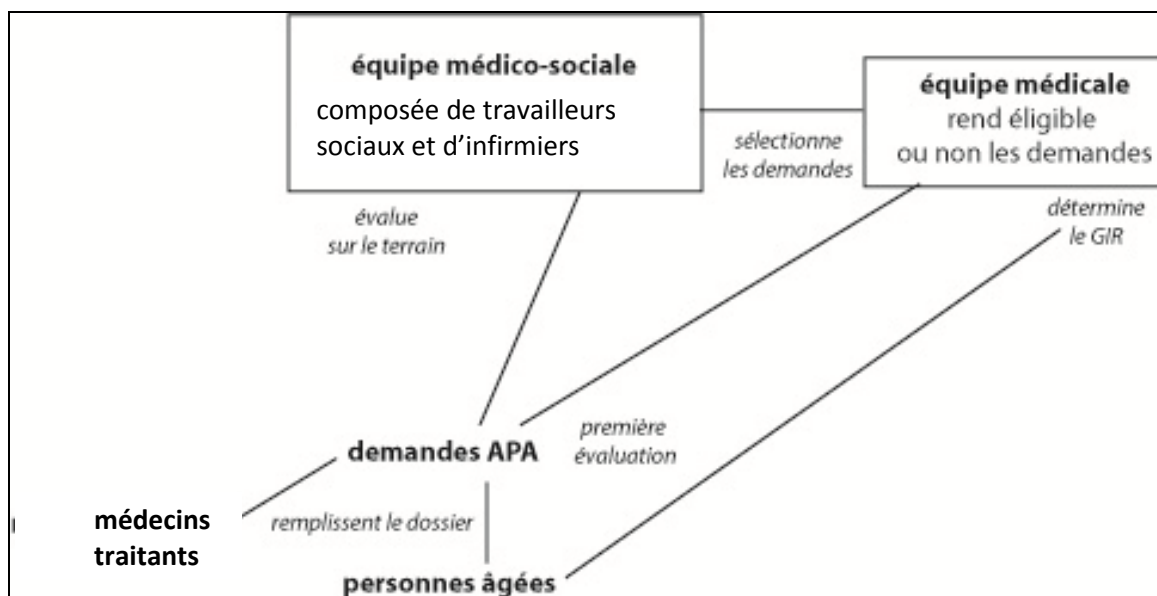 équipe médico-sociale
composée de travailleurs
sociaux et d’infirmiers
équipe médicale
rend éligible
ou non les demandes
sélectionne
les demandes
évalue
sur le terrain
détermine
le GIR
première
évaluation
demandes APA
médecins
traitants
remplissent le dossier
personnes âgées